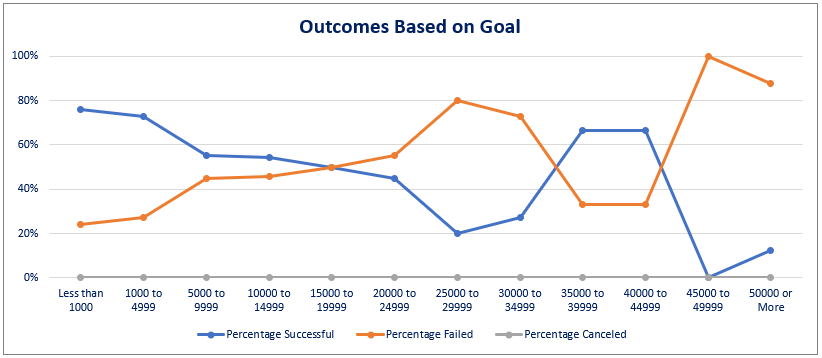 Outcomes Based on Goal
100%
80%
60%
40%
20%
0%
Less than 1000 to 5000 to 10000 to 15000 to 20000 to 25000 to 30000 to 35000 to 40000 to 45000 to 50000 or
1000 4999 9999 14999 19999 24999 29999 34999 39999 44999 49999 More
Percentage Successful Percentage Failed Percentage Canceled